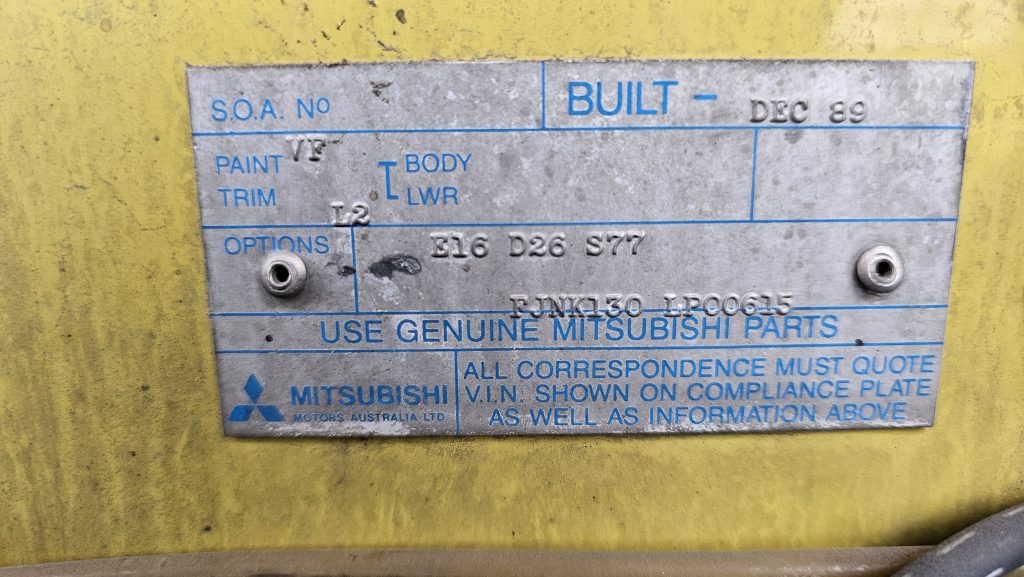 S.O.A. NO
BUILT - DEC 89
PAINT VF
TRIM L2
BODY
LWR
OPTIONS E16 D26 S77
FJNK130 LP00615
USE GENUINE MITSUBISHI PARTS
MITSUBISHI
MOTORS AUSTRALIA LTD
ALL CORRESPONDENCE MUST QUOTE
V.I.N. SHOWN ON COMPLIANCE PLATE
AS WELL AS INFORMATION ABOVE